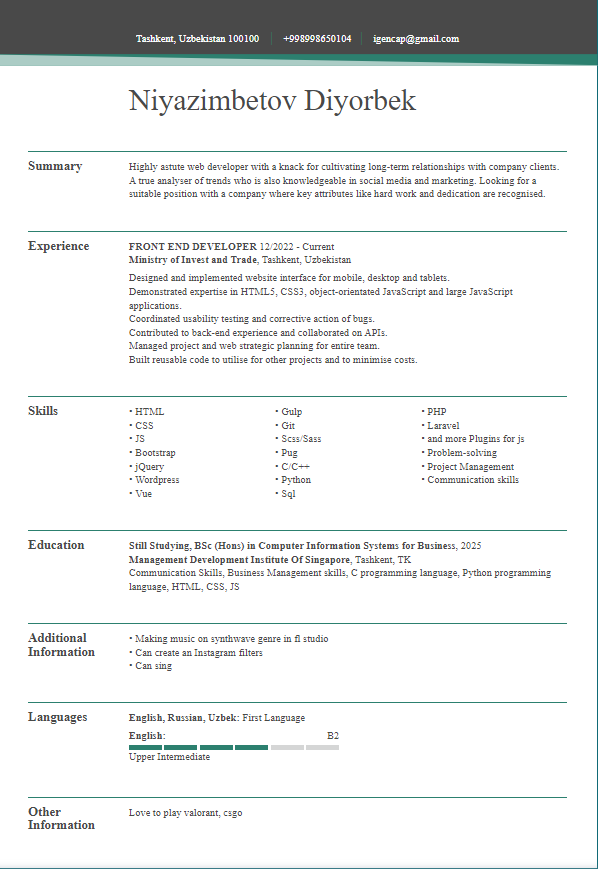 Tashkent, Uzbekistan 100100 +998998650104 igencap@gmail.com
Niyazimbetov Diyorbek
Summary
Highly astute web developer with a knack for cultivating long-term relationships with company clients.
A true analyser of trends who is also knowledgeable in social media and marketing. Looking for a
suitable position with a company where key attributes like hard work and dedication are recognised.
Experience
FRONT END DEVELOPER 12/2022 - Current
Ministry of Invest and Trade, Tashkent, Uzbekistan
Designed and implemented website interface for mobile, desktop and tablets.
Demonstrated expertise in HTML5, CSS3, object-orientated JavaScript and large JavaScript
applications.
Coordinated usability testing and corrective action of bugs.
Contributed to back-end experience and collaborated on APIs.
Managed project and web strategic planning for entire team.
Built reusable code to utilise for other projects and to minimise costs.
Skills
• HTML
• CSS
• JS
• Bootstrap
• jQuery
• Wordpress
• Vue
• Gulp
• Git
• Scss/Sass
• Pug
• C/C++
• Python
• Sql
• PHP
• Laravel
• and more Plugins for js
• Problem-solving
• Project Management
• Communication skills
Education
Still Studying, BSc (Hons) in Computer Information Systems for Business, 2025
Management Development Institute Of Singapore, Tashkent, TK
Communication Skills, Business Management skills, C programming language, Python programming
language, HTML, CSS, JS
Additional
Information
• Making music on synthwave genre in fl studio
• Can create an Instagram filters
• Can sing
Languages
English, Russian, Uzbek: First Language
English: B2
Upper Intermediate
Other
Information
Love to play valorant, csgo